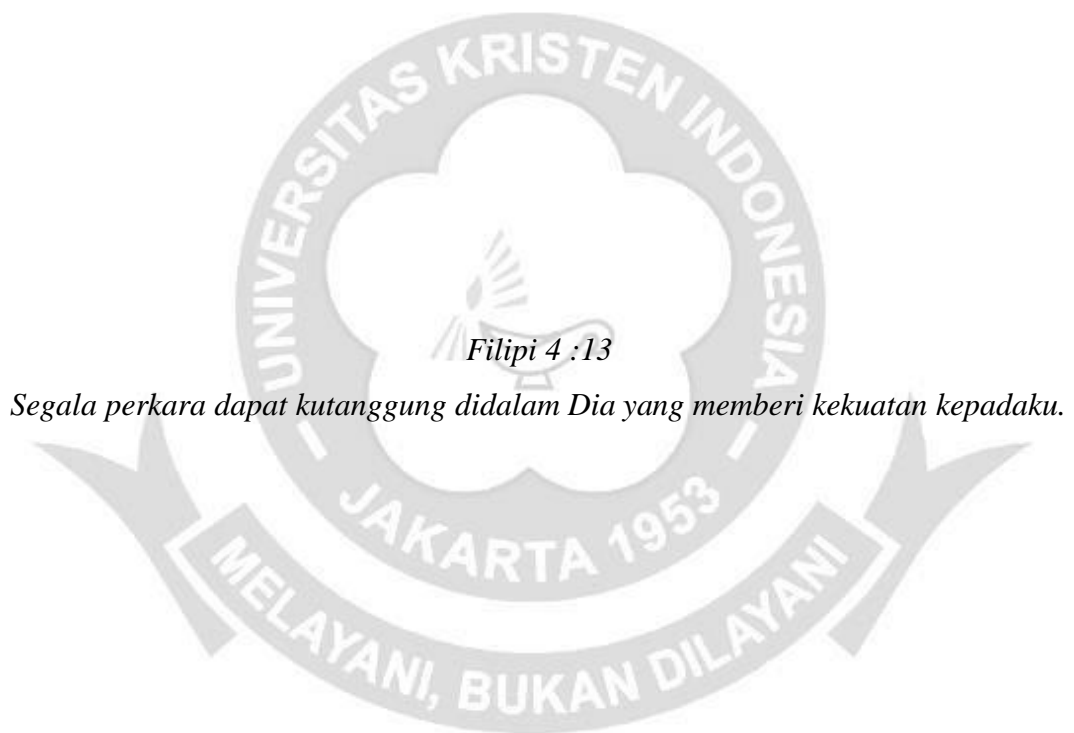 UNIVERSITAS KRISTEN INDONESIA
Filipi 4 :13
Segala perkara dapat kutanggung didalam Dia yang memberi kekuatan kepadaku.
JAKARTA 1953
MELAYANI, BUKAN DILAYANI